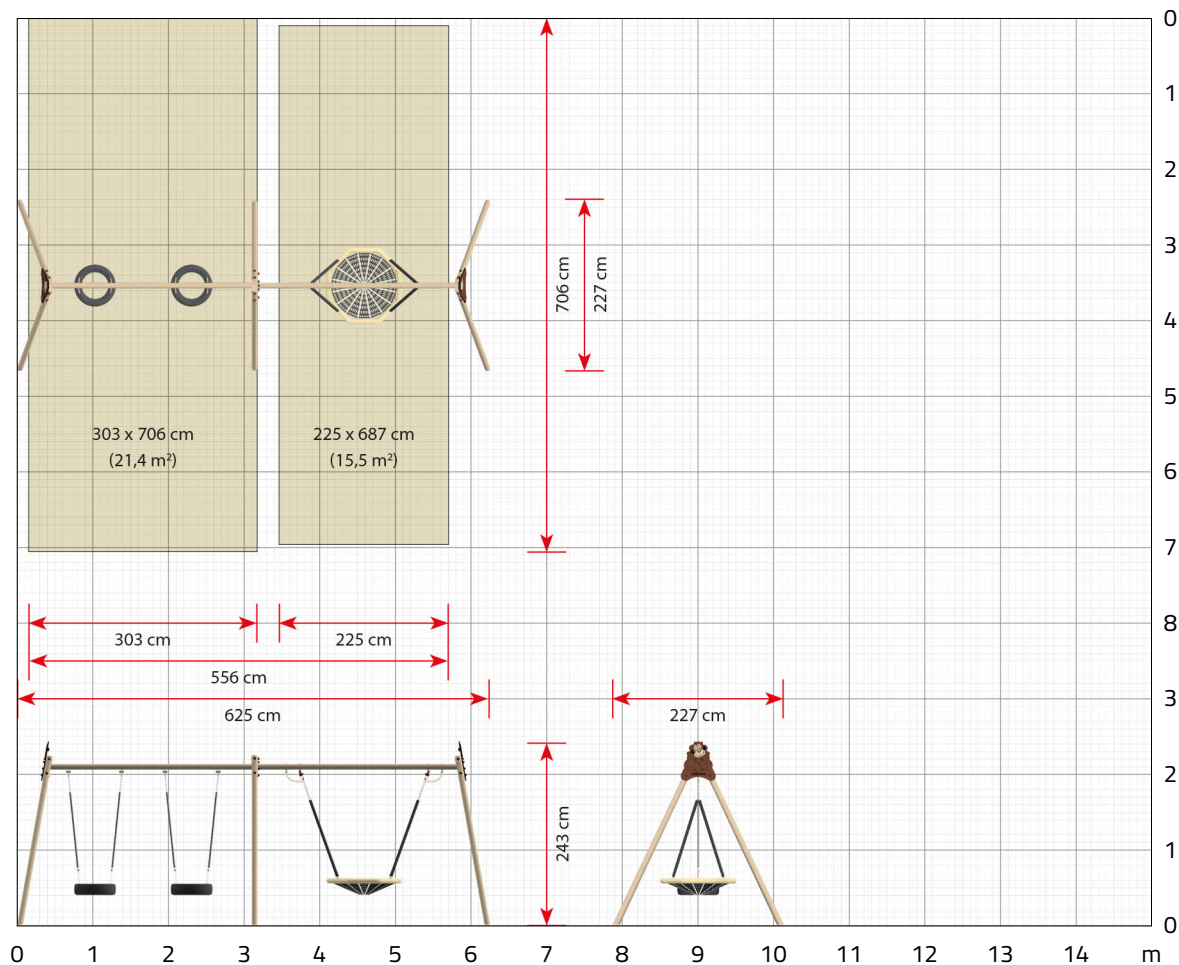 0
1
2
3
4
5
6
7
8
3
2
1
0
706 cm
227 cm
303 x 706 cm
(21,4 m²)
225 x 687 cm
(15,5 m²)
303 cm
225 cm
556 cm
625 cm
227 cm
243 cm
0 1 2 3 4 5 6 7 8 9 10 11 12 13 14 m